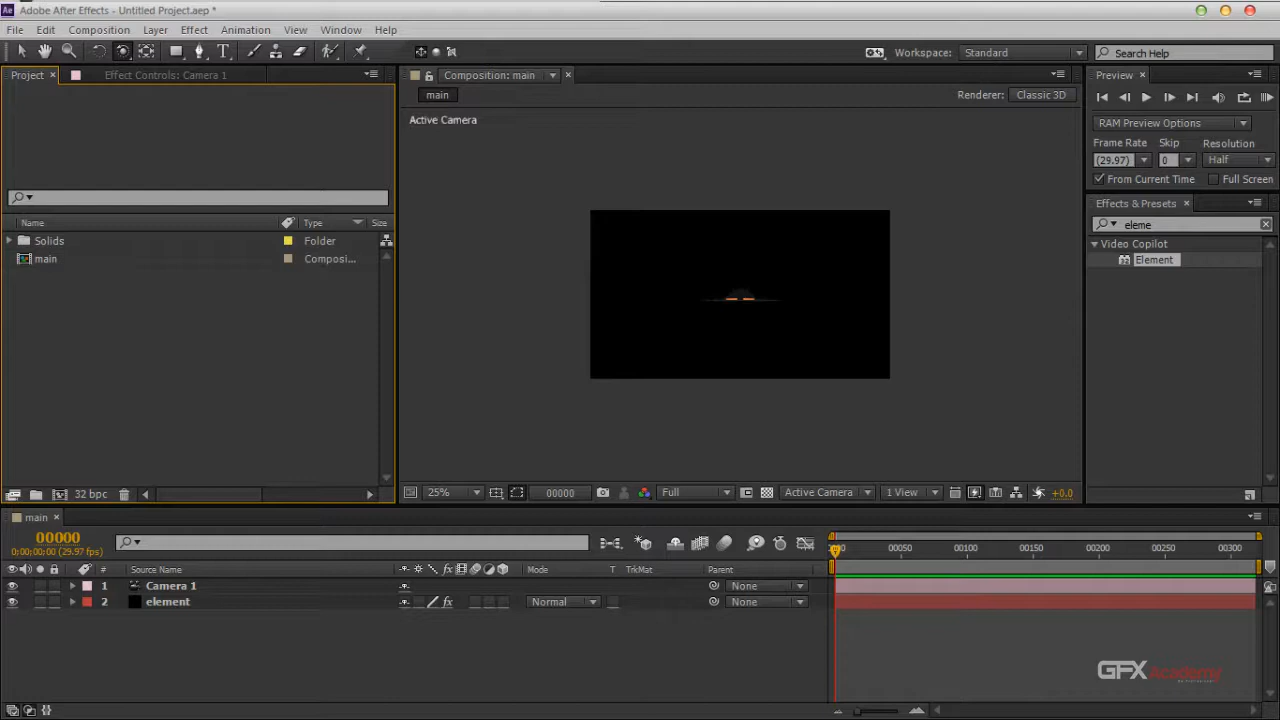 Ae Adobe After Effects - Untitled Project.aep *
File Edit Composition Layer Effect Animation View Window Help
Workspace: Standard Search Help
Project Effect Controls: Camera 1
Composition: main
main
Renderer: Classic 3D
Active Camera
Name Type Size
Solids Folder
main Composi...
32 bpc
25% 00000 Full Active Camera 1 View +0.0
Preview
RAM Preview Options
Frame Rate Skip Resolution
(29.97) 0 Half
From Current Time Full Screen
Effects & Presets
eleme
Video Copilot
Element
main
00000
0;00;00;00 (29.97 fps)
00050 00100 00150 00200 00250 00300
# Source Name Mode T TrkMat Parent
1 Camera 1 None
2 element Normal None
GFX Academy